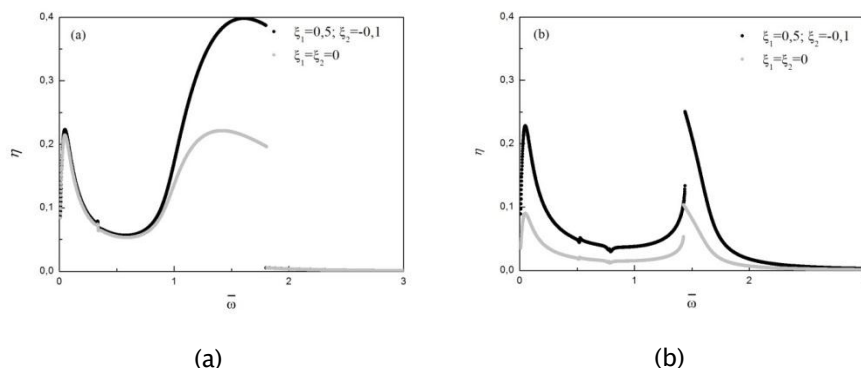 (a)
ξ₁=0,5; ξ₂=-0,1
ξ₁=ξ₂=0
0,4
0,3
0,2
0,1
0,0
η
0
1
2
3
ω̅
(b)
ξ₁=0,5; ξ₂=-0,1
ξ₁=ξ₂=0
0,4
0,3
0,2
0,1
0,0
η
0
1
2
ω̅
(a)
(b)